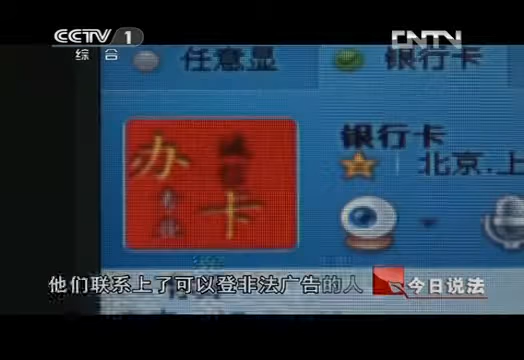 CCTV 1
综合
CNTV
任意显
银行卡
银行卡
北京.上
办
卡
他们联系上了可以登非法广告的人
今日说法